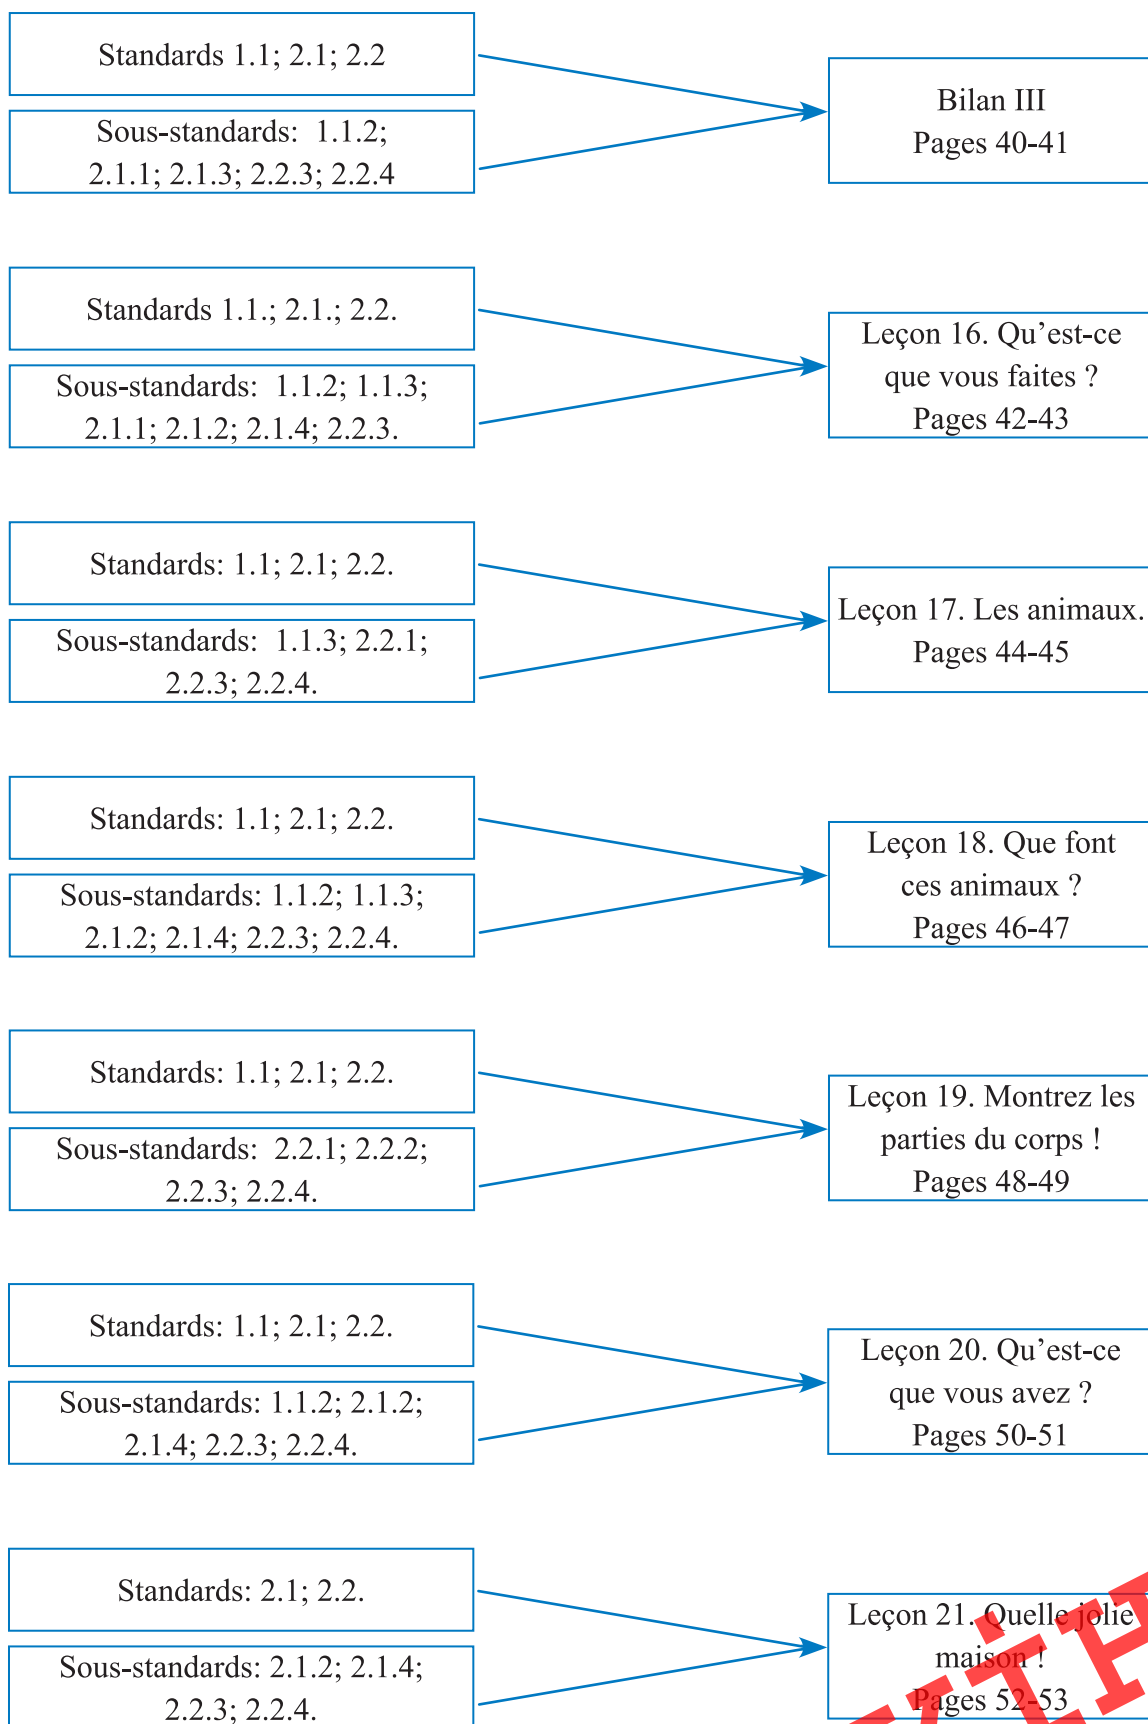 Standards 1.1; 2.1; 2.2
Sous-standards: 1.1.2;
2.1.1; 2.1.3; 2.2.3; 2.2.4
Bilan III
Pages 40-41
Standards 1.1.; 2.1.; 2.2.
Sous-standards: 1.1.2; 1.1.3;
2.1.1; 2.1.2; 2.1.4; 2.2.3.
Leçon 16. Qu’est-ce
que vous faites ?
Pages 42-43
Standards: 1.1; 2.1; 2.2.
Sous-standards: 1.1.3; 2.2.1;
2.2.3; 2.2.4.
Leçon 17. Les animaux.
Pages 44-45
Standards: 1.1; 2.1; 2.2.
Sous-standards: 1.1.2; 1.1.3;
2.1.2; 2.1.4; 2.2.3; 2.2.4.
Leçon 18. Que font
ces animaux ?
Pages 46-47
Standards: 1.1; 2.1; 2.2.
Sous-standards: 2.2.1; 2.2.2;
2.2.3; 2.2.4.
Leçon 19. Montrez les
parties du corps !
Pages 48-49
Standards: 1.1; 2.1; 2.2.
Sous-standards: 1.1.2; 2.1.2;
2.1.4; 2.2.3; 2.2.4.
Leçon 20. Qu’est-ce
que vous avez ?
Pages 50-51
Standards: 2.1; 2.2.
Sous-standards: 2.1.2; 2.1.4;
2.2.3; 2.2.4.
Leçon 21. Quelle jolie
maison !
Pages 52-53